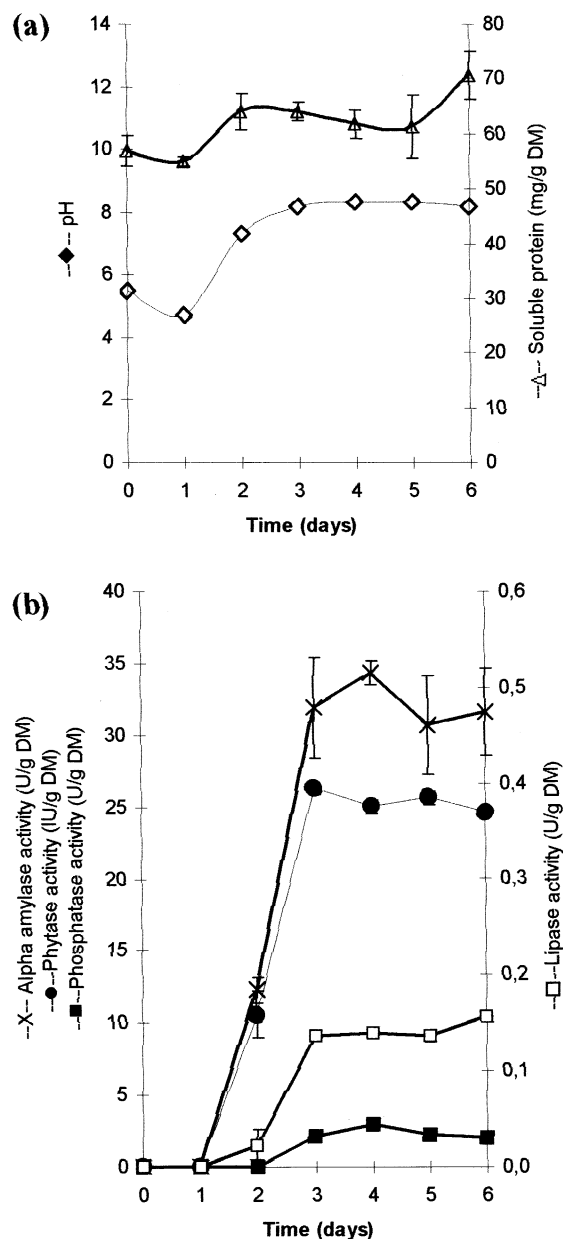 (a)
14
12
10
8
6
4
2
0
--◆-- pH
80
70
60
50
40
30
20
10
0
--Δ-- Soluble protein (mg/g DM)
0 1 2 3 4 5 6
Time (days)
(b)
40
35
30
25
20
15
10
5
0
--X-- Alpha amylase activity (U/g DM)
--●--Phytase activity (IU/g DM)
--■--Phosphatase activity (U/g DM)
0,6
0,5
0,4
0,3
0,2
0,1
0,0
--□--Lipase activity (U/g DM)
0 1 2 3 4 5 6
Time (days)